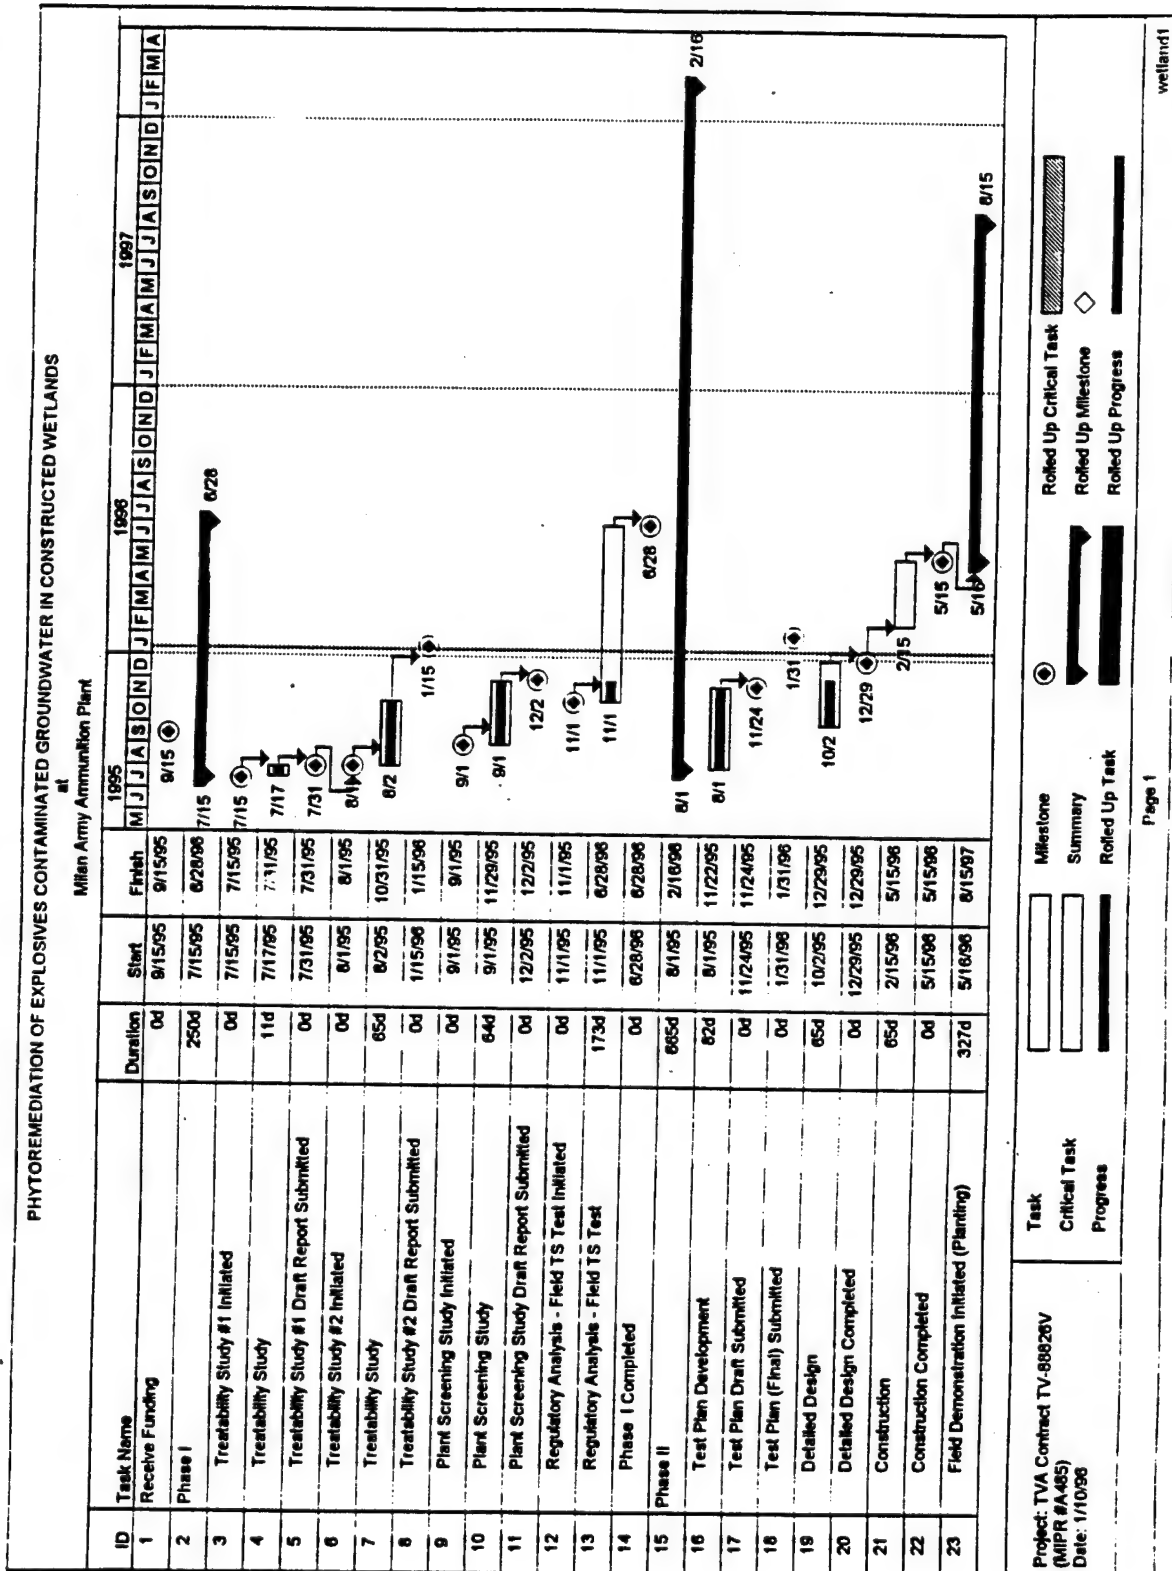 PHYTOREMEDIATION OF EXPLOSIVES CONTAMINATED GROUNDWATER IN CONSTRUCTED WETLANDS
at
Milan Army Ammunition Plant
1995 1996 1997
ID Task Name Duration Start Finish M J J A S O N D J F M A M J J A S O N D J F M A M J J A S O N D J F M A
1 Receive Funding 0d 9/15/95 9/15/95 9/15
2 Phase I 250d 7/15/95 6/28/96 7/15 6/28
3 Treatability Study #1 Initiated 0d 7/15/95 7/15/95 7/15
4 Treatability Study 11d 7/17/95 7/31/95 7/17
5 Treatability Study #1 Draft Report Submitted 0d 7/31/95 7/31/95 7/31
6 Treatability Study #2 Initiated 0d 8/1/95 8/1/95 8/1
7 Treatability Study 65d 8/2/95 10/31/95 8/2
8 Treatability Study #2 Draft Report Submitted 0d 1/15/96 1/15/96 1/15
9 Plant Screening Study Initiated 0d 9/1/95 9/1/95 9/1
10 Plant Screening Study 64d 9/1/95 11/29/95 9/1
11 Plant Screening Study Draft Report Submitted 0d 12/2/95 12/2/95 12/2
12 Regulatory Analysis - Field TS Test Initiated 0d 11/1/95 11/1/95 11/1
13 Regulatory Analysis - Field TS Test 173d 11/1/95 6/28/96 11/1
14 Phase I Completed 0d 6/28/96 6/28/96 6/28
15 Phase II 665d 8/1/95 2/16/98 8/1 2/16
16 Test Plan Development 82d 8/1/95 11/22/95 8/1
17 Test Plan Draft Submitted 0d 11/24/95 11/24/95 11/24
18 Test Plan (Final) Submitted 0d 1/31/96 1/31/96 1/31
19 Detailed Design 65d 10/2/95 12/29/95 10/2
20 Detailed Design Completed 0d 12/29/95 12/29/95 12/29
21 Construction 65d 2/15/96 5/15/96 2/15
22 Construction Completed 0d 5/15/96 5/15/96 5/15
23 Field Demonstration Initiated (Planting) 327d 5/16/96 8/15/97 5/16 8/15
Project: TVA Contract TV-88826V
(MIPR #A485)
Date: 1/10/96
Task Milestone Rolled Up Critical Task
Critical Task Summary Rolled Up Milestone
Progress Rolled Up Task Rolled Up Progress
Page 1
wetland1